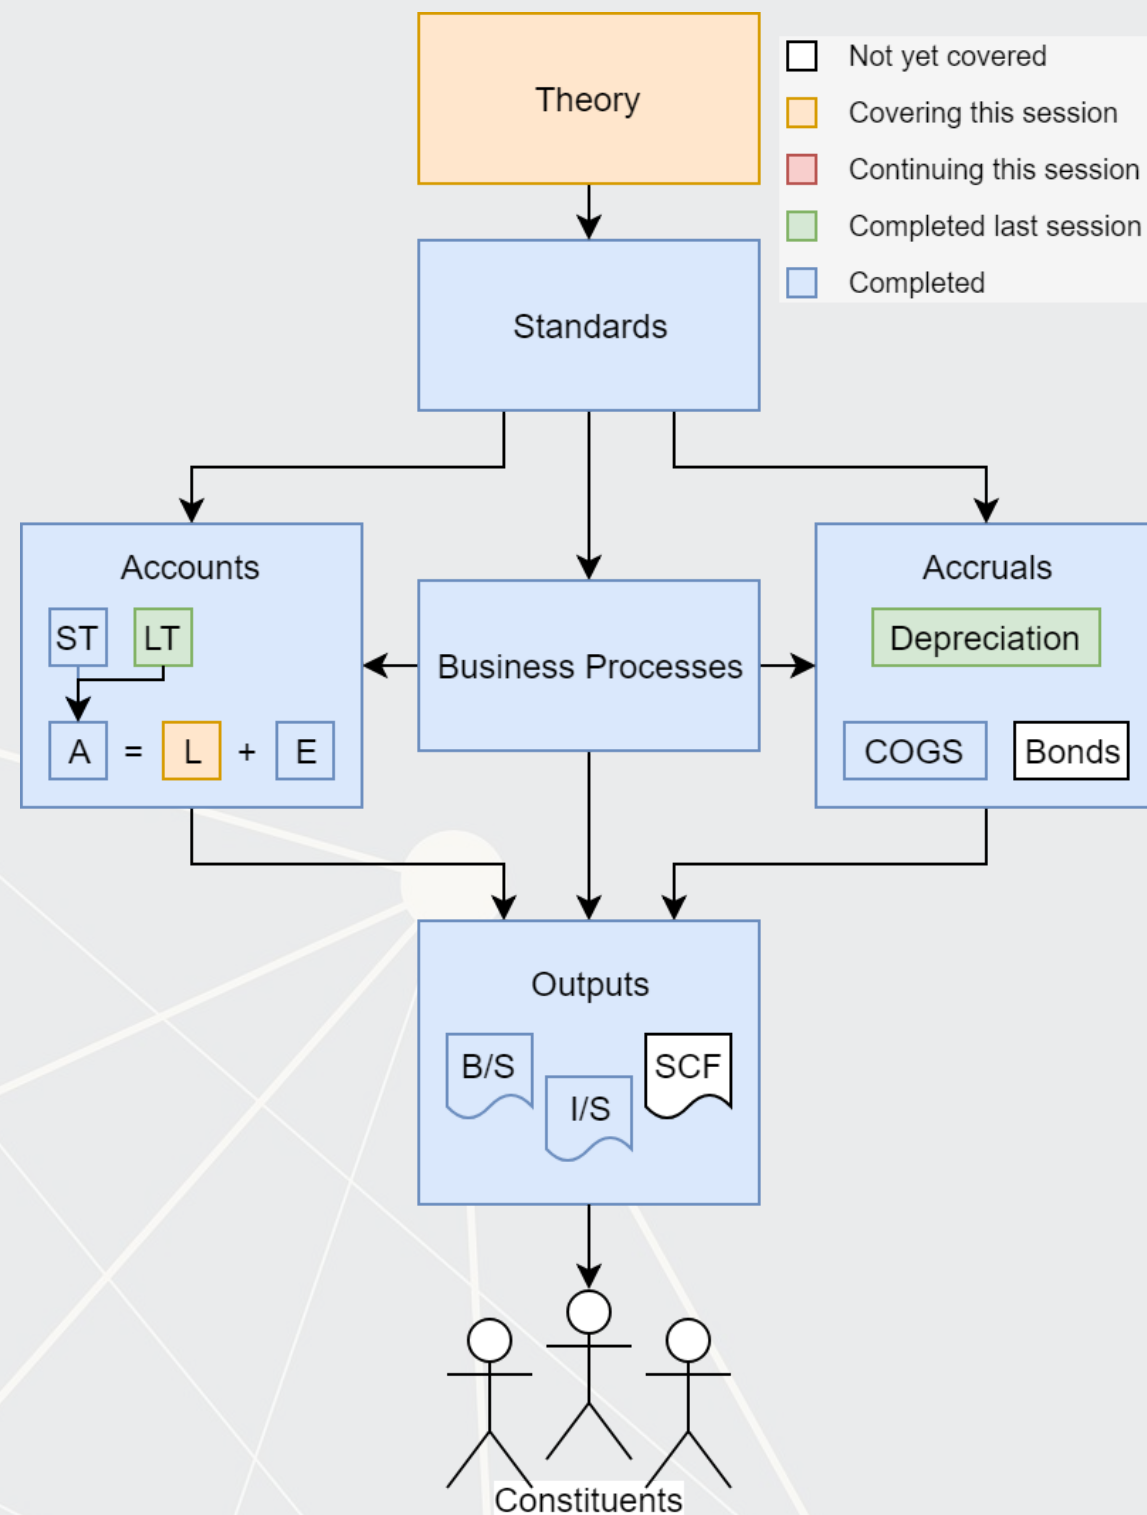 Theory
Not yet covered
Covering this session
Continuing this session
Completed last session
Completed
Standards
Accounts
ST LT
A = L + E
Business Processes
Accruals
Depreciation
COGS Bonds
Outputs
B/S
I/S
SCF
Constituents